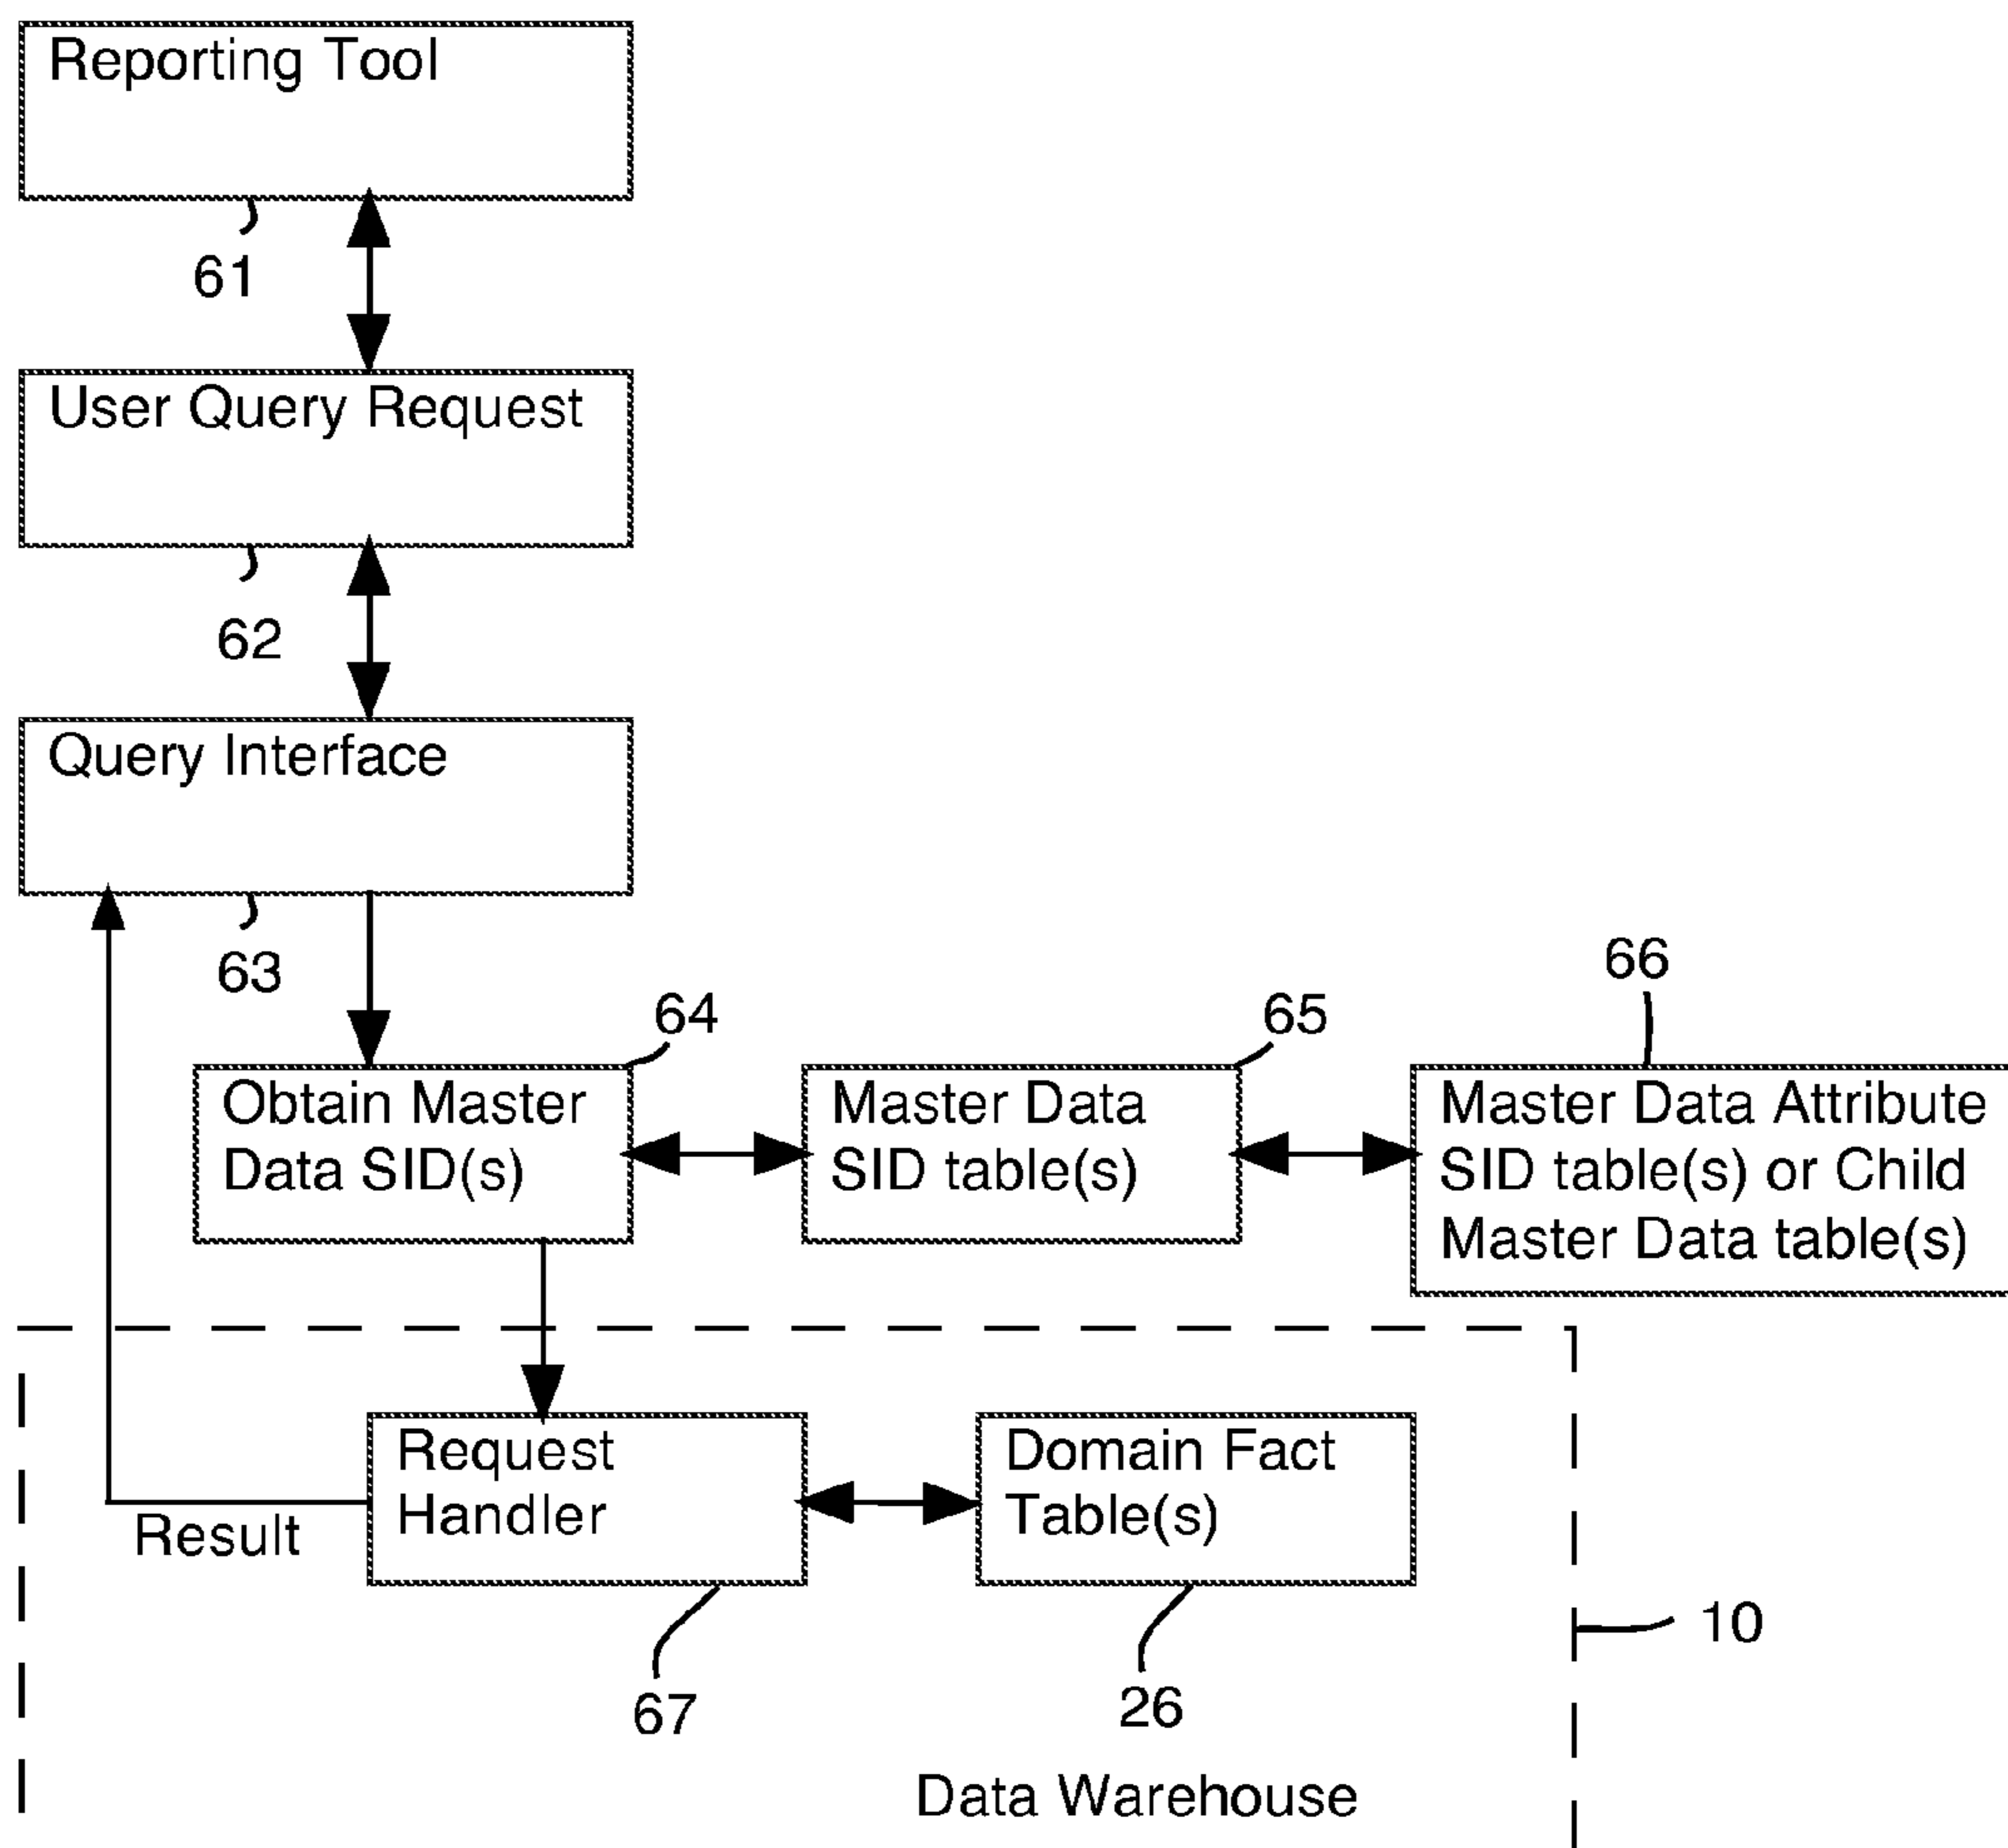 Reporting Tool
61
User Query Request
62
Query Interface
63
64
65
66
Obtain Master
Data SID(s)
Master Data
SID table(s)
Master Data Attribute
SID table(s) or Child
Master Data table(s)
Request
Handler
Domain Fact
Table(s)
Result
10
67
26
Data Warehouse